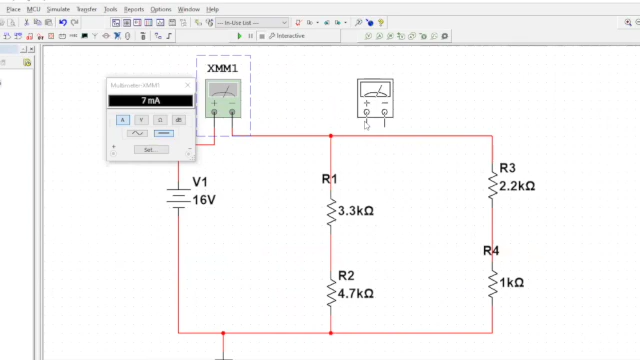 Place MCU Simulate Transfer Tools Reports Options Window Help
--- In-Use List ---
Interactive
XMM1
Multimeter-XMM1
7 mA
A V Ω dB
Set...
+ −
V1
16V
R1
3.3kΩ
R2
4.7kΩ
R3
2.2kΩ
R4
1kΩ